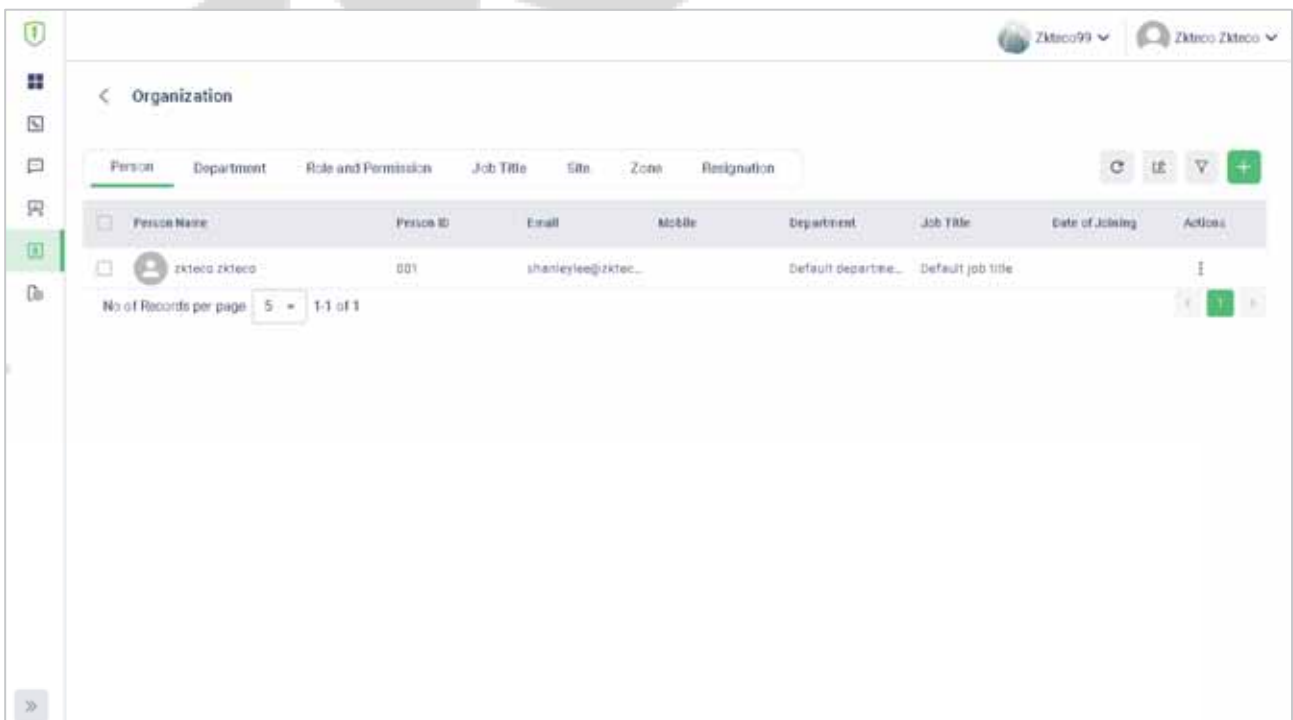 Zkteco99 Zkteco Zkteco
Organization
Person Department Role and Permission Job Title Site Zone Resignation
Person Name Person ID Email Mobile Department Job Title Date of Joining Actions
zkteco zkteco 001 shanleylee@zktec... Default departme... Default job title
No of Records per page 5 1-1 of 1 1